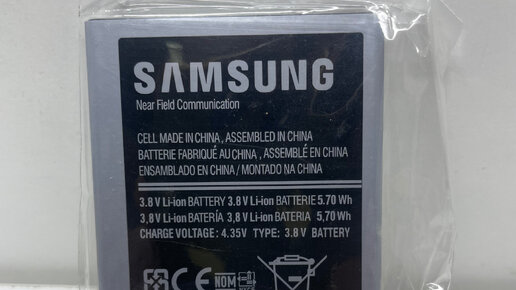 SAMSUNG
Near Field Communication
CELL MADE IN CHINA, ASSEMBLED IN CHINA
BATTERIE FABRIQUÉ AU CHINA, ASSEMBLÉ EN CHINA
ENSAMBLADO EN CHINA / MONTADO NA CHINA
3.8 V Li-ion BATTERY 3.8 V Li-ion BATTERIE 5.70 Wh
3,8 V Li-ion BATERÍA 3,8 V Li-ion BATERIA 5,70 Wh
CHARGE VOLTAGE: 4.35V TYPE: 3.8 V BATTERY
CE NOM